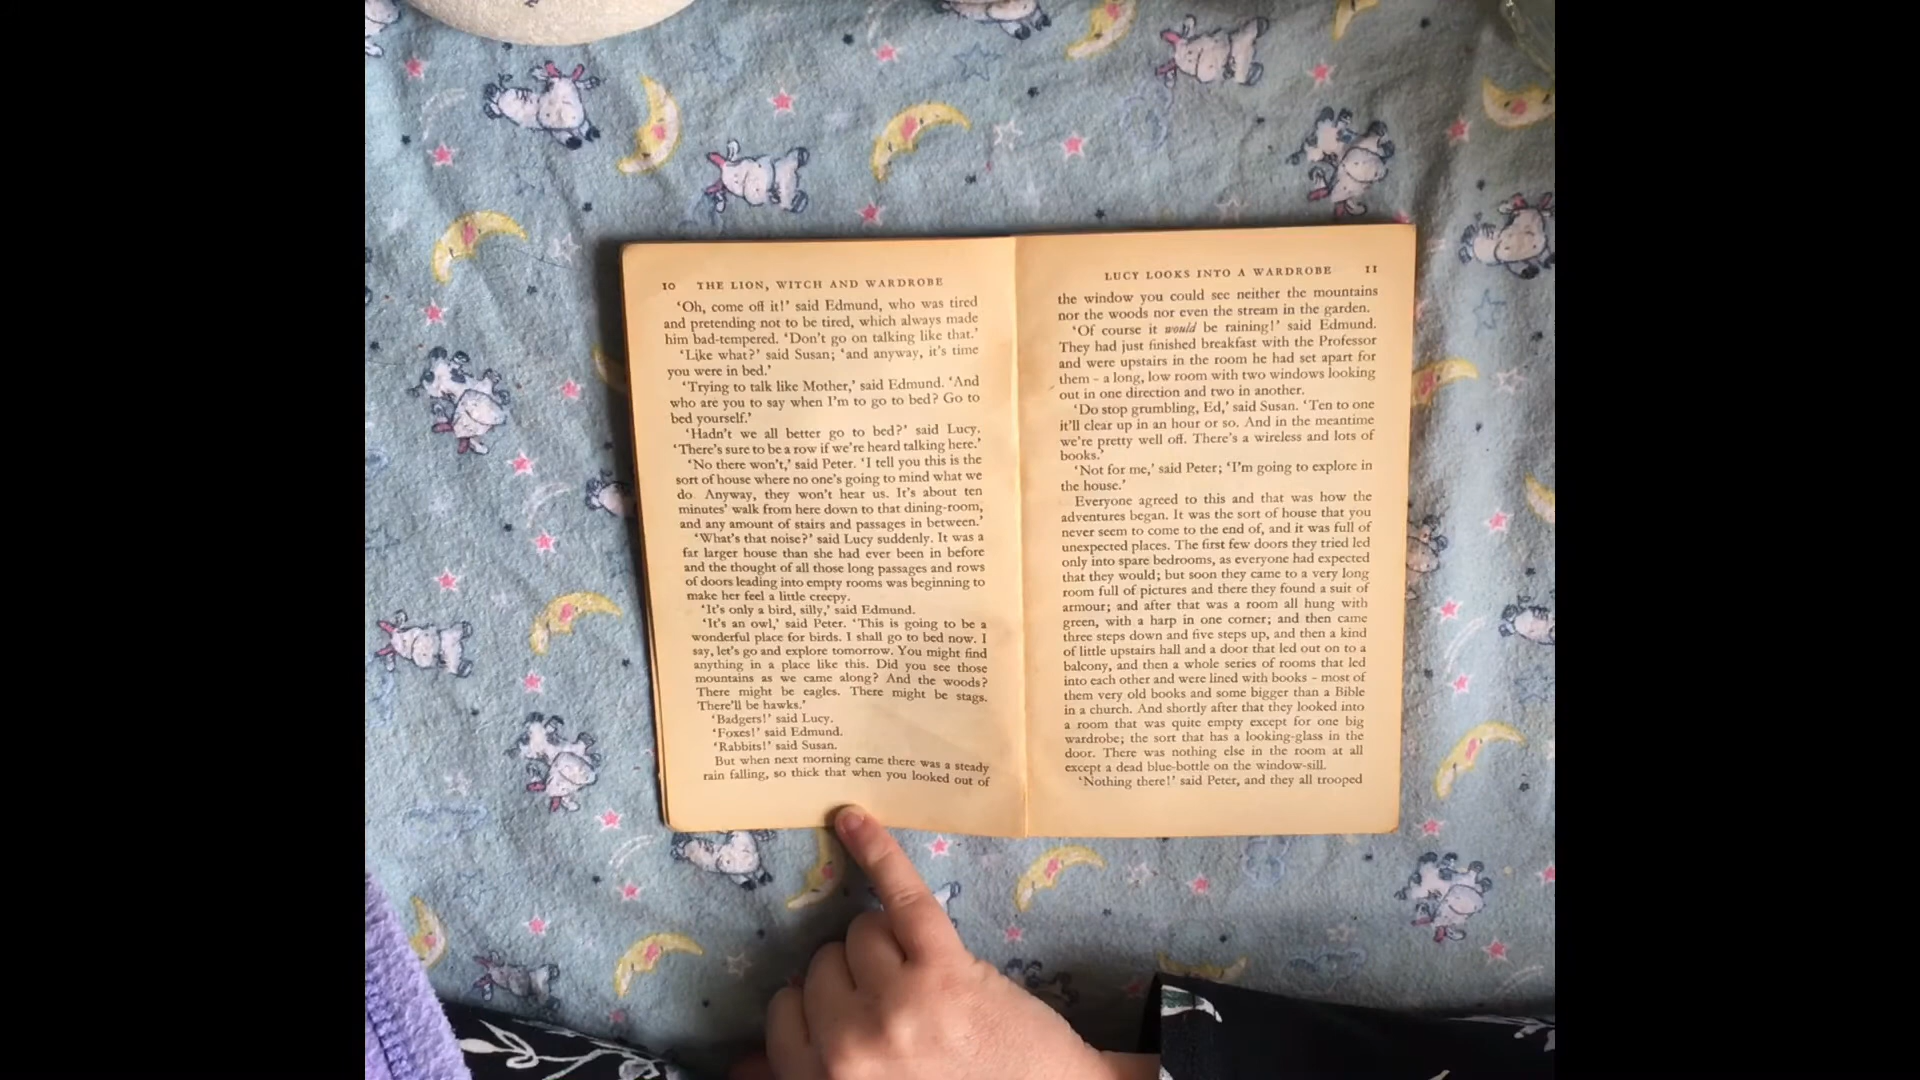 10 THE LION, WITCH AND WARDROBE
‘Oh, come off it!’ said Edmund, who was tired
and pretending not to be tired, which always made
him bad-tempered. ‘Don’t go on talking like that.’
‘Like what?’ said Susan; ‘and anyway, it’s time
you were in bed.’
‘Trying to talk like Mother,’ said Edmund. ‘And
who are you to say when I’m to go to bed? Go to
bed yourself.’
‘Hadn’t we all better go to bed?’ said Lucy.
‘There’s sure to be a row if we’re heard talking here.’
‘No there won’t,’ said Peter. ‘I tell you this is the
sort of house where no one’s going to mind what we
do. Anyway, they won’t hear us. It’s about ten
minutes’ walk from here down to that dining-room,
and any amount of stairs and passages in between.’
‘What’s that noise?’ said Lucy suddenly. It was a
far larger house than she had ever been in before
and the thought of all those long passages and rows
of doors leading into empty rooms was beginning to
make her feel a little creepy.
‘It’s only a bird, silly,’ said Edmund.
‘It’s an owl,’ said Peter. ‘This is going to be a
wonderful place for birds. I shall go to bed now. I
say, let’s go and explore tomorrow. You might find
anything in a place like this. Did you see those
mountains as we came along? And the woods?
There might be eagles. There might be stags.
There’ll be hawks.’
‘Badgers!’ said Lucy.
‘Foxes!’ said Edmund.
‘Rabbits!’ said Susan.
But when next morning came there was a steady
rain falling, so thick that when you looked out of
LUCY LOOKS INTO A WARDROBE 11
the window you could see neither the mountains
nor the woods nor even the stream in the garden.
‘Of course it would be raining!’ said Edmund.
They had just finished breakfast with the Professor
and were upstairs in the room he had set apart for
them – a long, low room with two windows looking
out in one direction and two in another.
‘Do stop grumbling, Ed,’ said Susan. ‘Ten to one
it’ll clear up in an hour or so. And in the meantime
we’re pretty well off. There’s a wireless and lots of
books.’
‘Not for me,’ said Peter; ‘I’m going to explore in
the house.’
Everyone agreed to this and that was how the
adventures began. It was the sort of house that you
never seem to come to the end of, and it was full of
unexpected places. The first few doors they tried led
only into spare bedrooms, as everyone had expected
that they would; but soon they came to a very long
room full of pictures and there they found a suit of
armour; and after that was a room all hung with
green, with a harp in one corner; and then came
three steps down and five steps up, and then a kind
of little upstairs hall and a door that led out on to a
balcony, and then a whole series of rooms that led
into each other and were lined with books – most of
them very old books and some bigger than a Bible
in a church. And shortly after that they looked into
a room that was quite empty except for one big
wardrobe; the sort that has a looking-glass in the
door. There was nothing else in the room at all
except a dead blue-bottle on the window-sill.
‘Nothing there!’ said Peter, and they all trooped